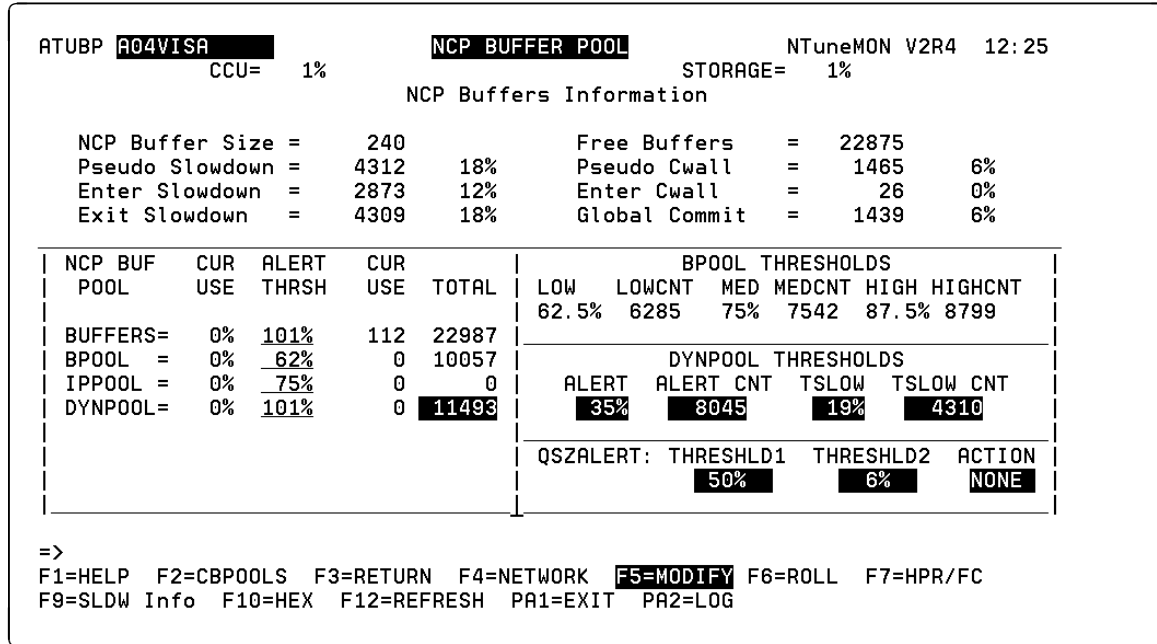 ATUBP A04VISA NCP BUFFER POOL NTuneMON V2R4 12:25
CCU= 1% STORAGE= 1%
NCP Buffers Information
NCP Buffer Size = 240 Free Buffers = 22875
Pseudo Slowdown = 4312 18% Pseudo Cwall = 1465 6%
Enter Slowdown = 2873 12% Enter Cwall = 26 0%
Exit Slowdown = 4309 18% Global Commit = 1439 6%
NCP BUF CUR ALERT CUR
POOL USE THRSH USE TOTAL
BUFFERS= 0% 101% 112 22987
BPOOL = 0% 62% 0 10057
IPPOOL = 0% 75% 0 0
DYNPOOL= 0% 101% 0 11493
BPOOL THRESHOLDS
LOW LOWCNT MED MEDCNT HIGH HIGHCNT
62.5% 6285 75% 7542 87.5% 8799
DYNPOOL THRESHOLDS
ALERT ALERT CNT TSLOW TSLOW CNT
35% 8045 19% 4310
QSZALERT: THRESHLD1 THRESHLD2 ACTION
50% 6% NONE
=>
F1=HELP F2=CBPOOLS F3=RETURN F4=NETWORK F5=MODIFY F6=ROLL F7=HPR/FC
F9=SLDW Info F10=HEX F12=REFRESH PA1=EXIT PA2=LOG